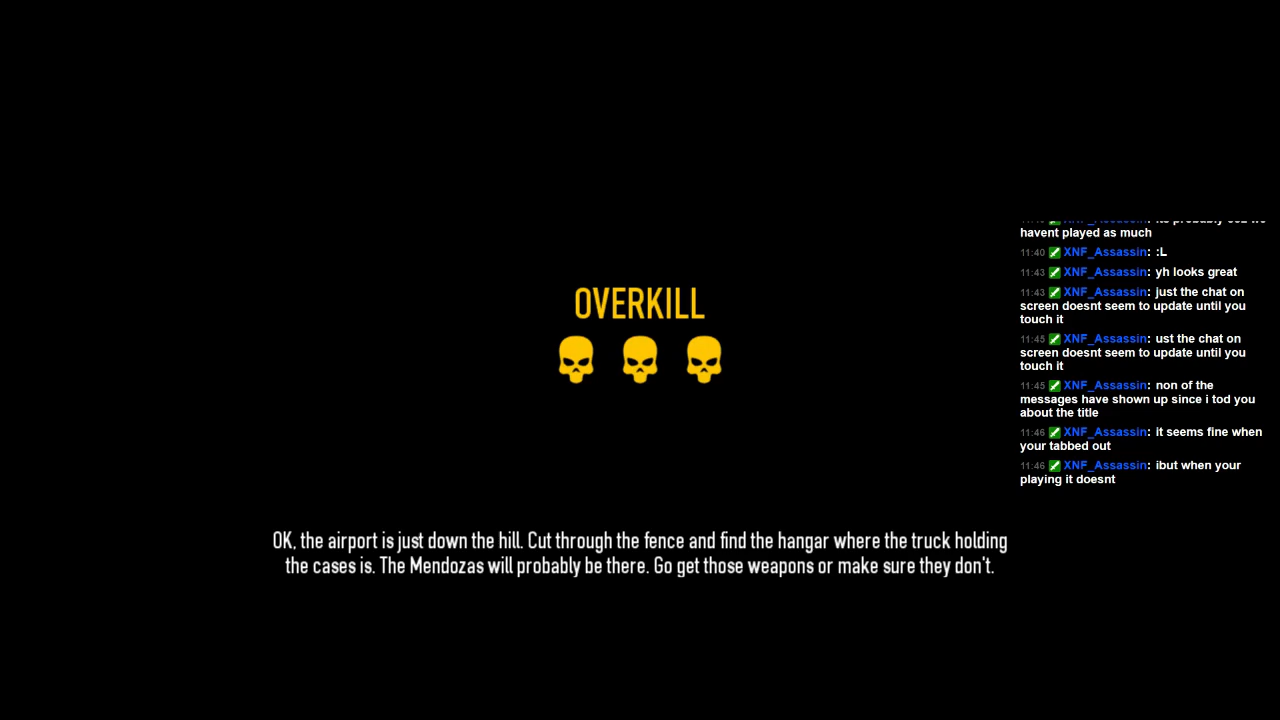 OVERKILL
OK, the airport is just down the hill. Cut through the fence and find the hangar where the truck holding
the cases is. The Mendozas will probably be there. Go get those weapons or make sure they don't.
XNF_Assassin: its probably
havent played as much
11:40 XNF_Assassin: :L
11:43 XNF_Assassin: yh looks great
11:43 XNF_Assassin: just the chat on
screen doesnt seem to update until you
touch it
11:45 XNF_Assassin: ust the chat on
screen doesnt seem to update until you
touch it
11:45 XNF_Assassin: non of the
messages have shown up since i tod you
about the title
11:46 XNF_Assassin: it seems fine when
your tabbed out
11:46 XNF_Assassin: ibut when your
playing it doesnt